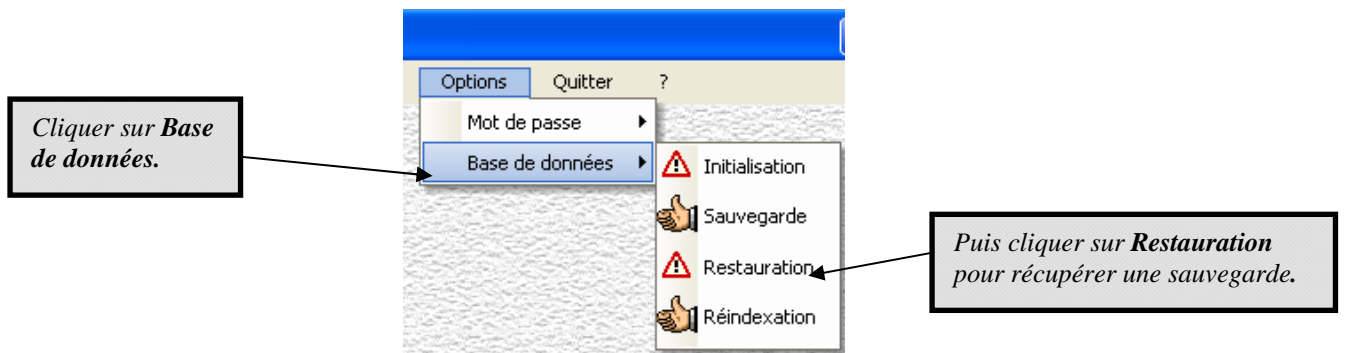 Options Quitter ?
Mot de passe
Cliquer sur Base
de données.
Base de données
Initialisation
Sauvegarde
Restauration
Réindexation
Puis cliquer sur Restauration
pour récupérer une sauvegarde.